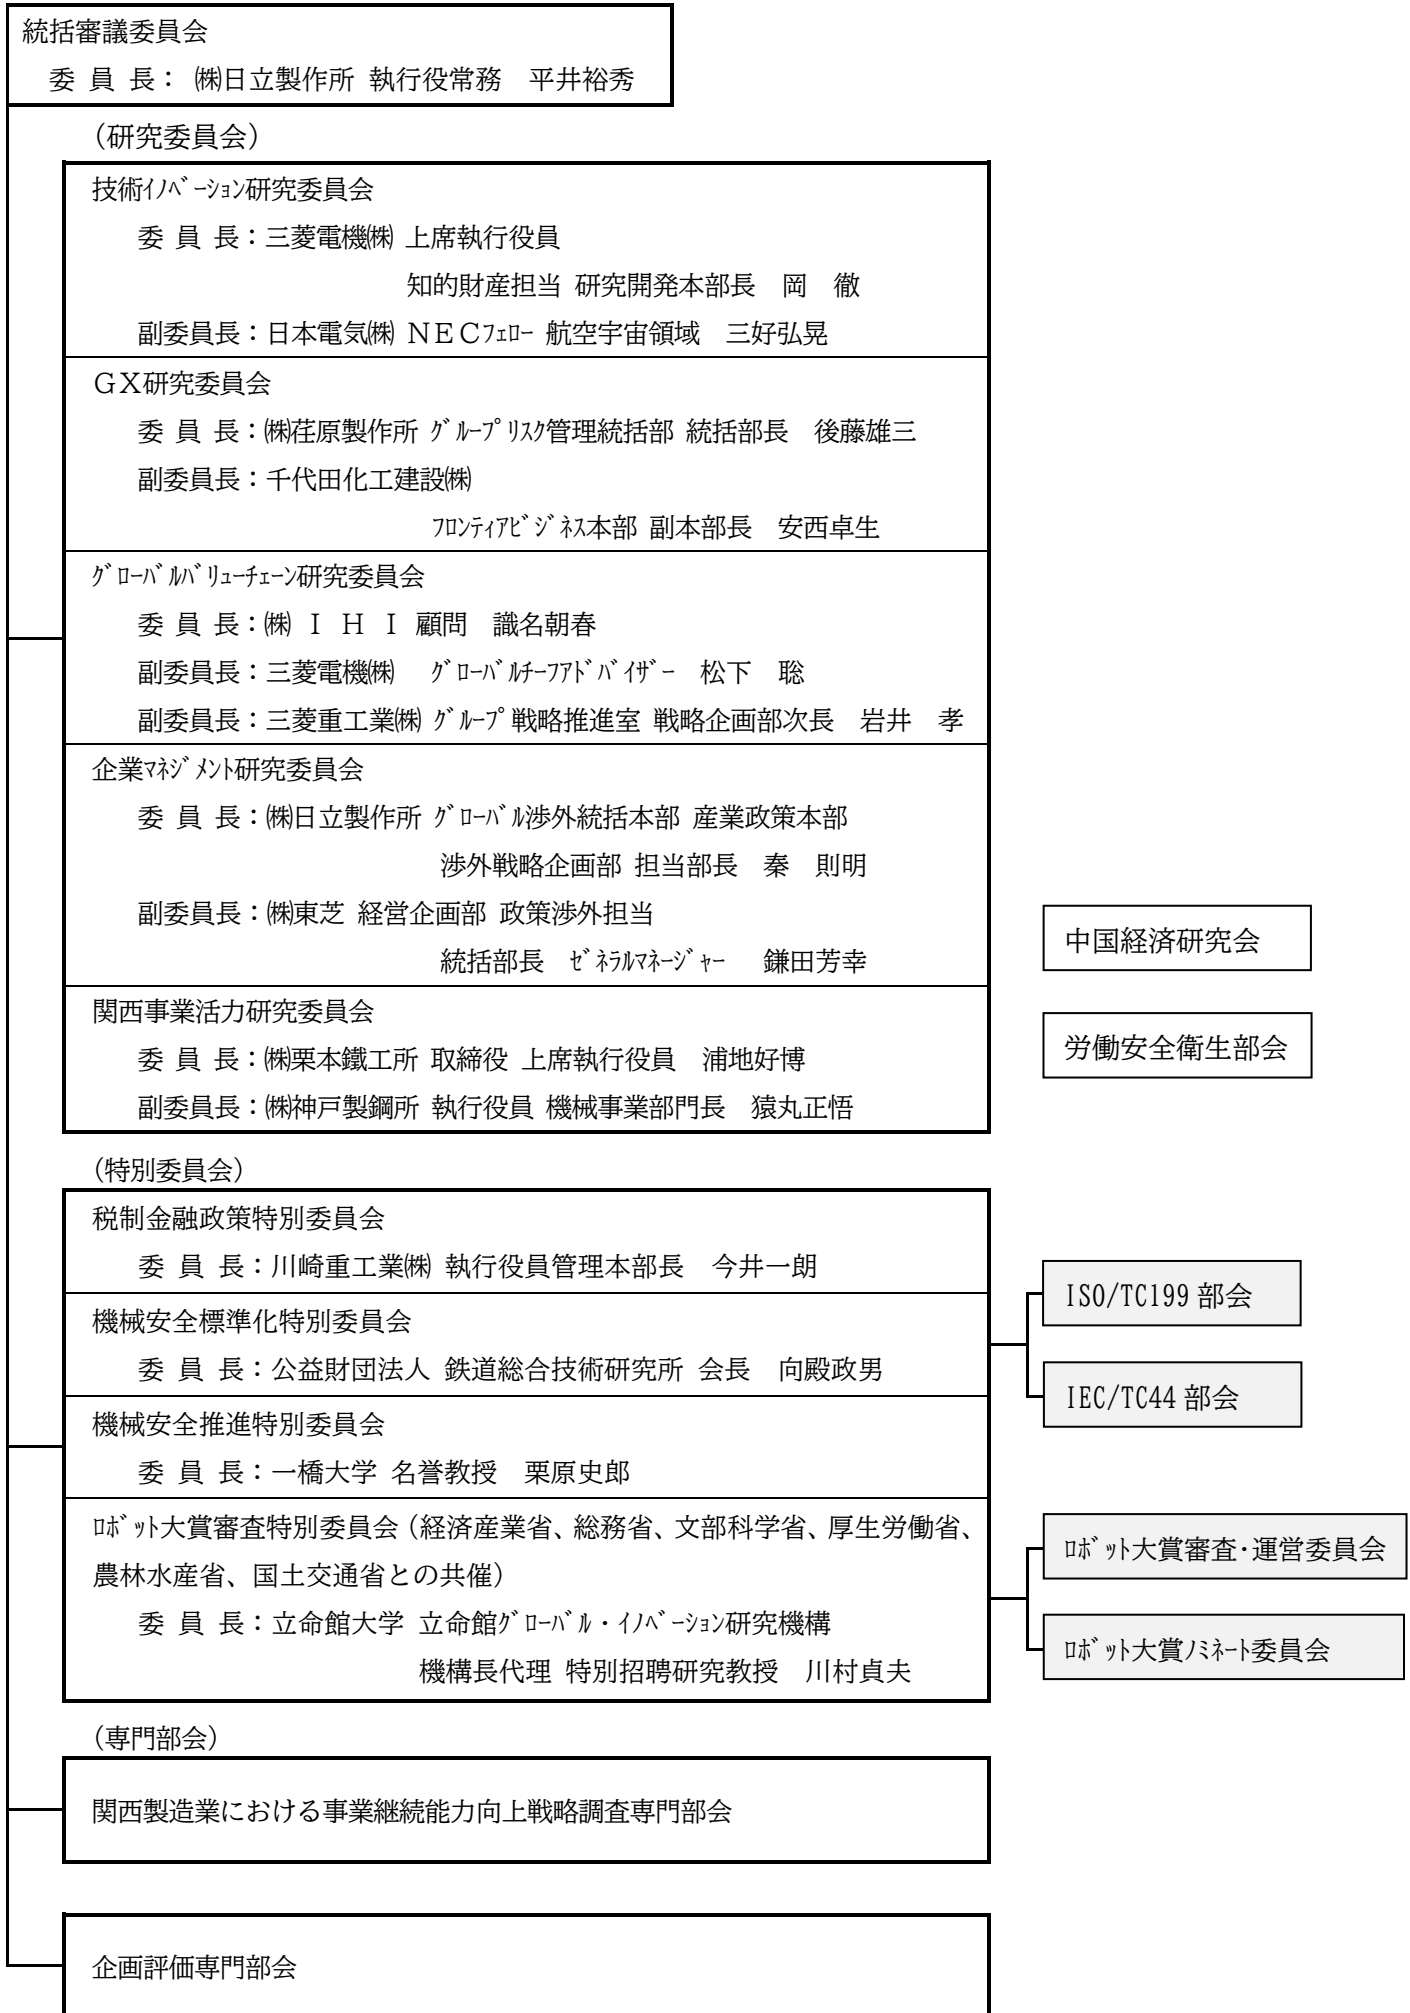 統括審議委員会
委 員 長： ㈱日立製作所 執行役常務　平井裕秀
（研究委員会）
技術ｲﾉﾍﾞｰｼｮﾝ研究委員会
委 員 長：三菱電機㈱ 上席執行役員
知的財産担当 研究開発本部長　岡　徹
副委員長：日本電気㈱ ＮＥＣﾌｪﾛｰ 航空宇宙領域　三好弘晃
ＧＸ研究委員会
委 員 長：㈱荏原製作所 ｸﾞﾙｰﾌﾟﾘｽｸ管理統括部 統括部長　後藤雄三
副委員長：千代田化工建設㈱
ﾌﾛﾝﾃｨｱﾋﾞｼﾞﾈｽ本部 副本部長　安西卓生
ｸﾞﾛｰﾊﾞﾙﾊﾞﾘｭｰﾁｪｰﾝ研究委員会
委 員 長：㈱ Ｉ Ｈ Ｉ 顧問　識名朝春
副委員長：三菱電機㈱　ｸﾞﾛｰﾊﾞﾙﾁｰﾌｱﾄﾞﾊﾞｲｻﾞｰ　松下　聡
副委員長：三菱重工業㈱ ｸﾞﾙｰﾌﾟ戦略推進室 戦略企画部次長　岩井　孝
企業ﾏﾈｼﾞﾒﾝﾄ研究委員会
委 員 長：㈱日立製作所 ｸﾞﾛｰﾊﾞﾙ渉外統括本部 産業政策本部
渉外戦略企画部 担当部長　秦　則明
副委員長：㈱東芝 経営企画部 政策渉外担当
統括部長　ｾﾞﾈﾗﾙﾏﾈｰｼﾞｬｰ　鎌田芳幸
中国経済研究会
関西事業活力研究委員会
委 員 長：㈱栗本鐵工所 取締役 上席執行役員　浦地好博
副委員長：㈱神戸製鋼所 執行役員 機械事業部門長　猿丸正悟
労働安全衛生部会
（特別委員会）
税制金融政策特別委員会
委 員 長：川崎重工業㈱ 執行役員管理本部長　今井一朗
機械安全標準化特別委員会
委 員 長：公益財団法人 鉄道総合技術研究所 会長　向殿政男
ISO/TC199 部会
IEC/TC44 部会
機械安全推進特別委員会
委 員 長：一橋大学 名誉教授　栗原史郎
ﾛﾎﾞｯﾄ大賞審査特別委員会（経済産業省、総務省、文部科学省、厚生労働省、
農林水産省、国土交通省との共催）
委 員 長：立命館大学 立命館ｸﾞﾛｰﾊﾞﾙ・ｲﾉﾍﾞｰｼｮﾝ研究機構
機構長代理 特別招聘研究教授　川村貞夫
ﾛﾎﾞｯﾄ大賞審査・運営委員会
ﾛﾎﾞｯﾄ大賞ﾉﾐﾈｰﾄ委員会
（専門部会）
関西製造業における事業継続能力向上戦略調査専門部会
企画評価専門部会